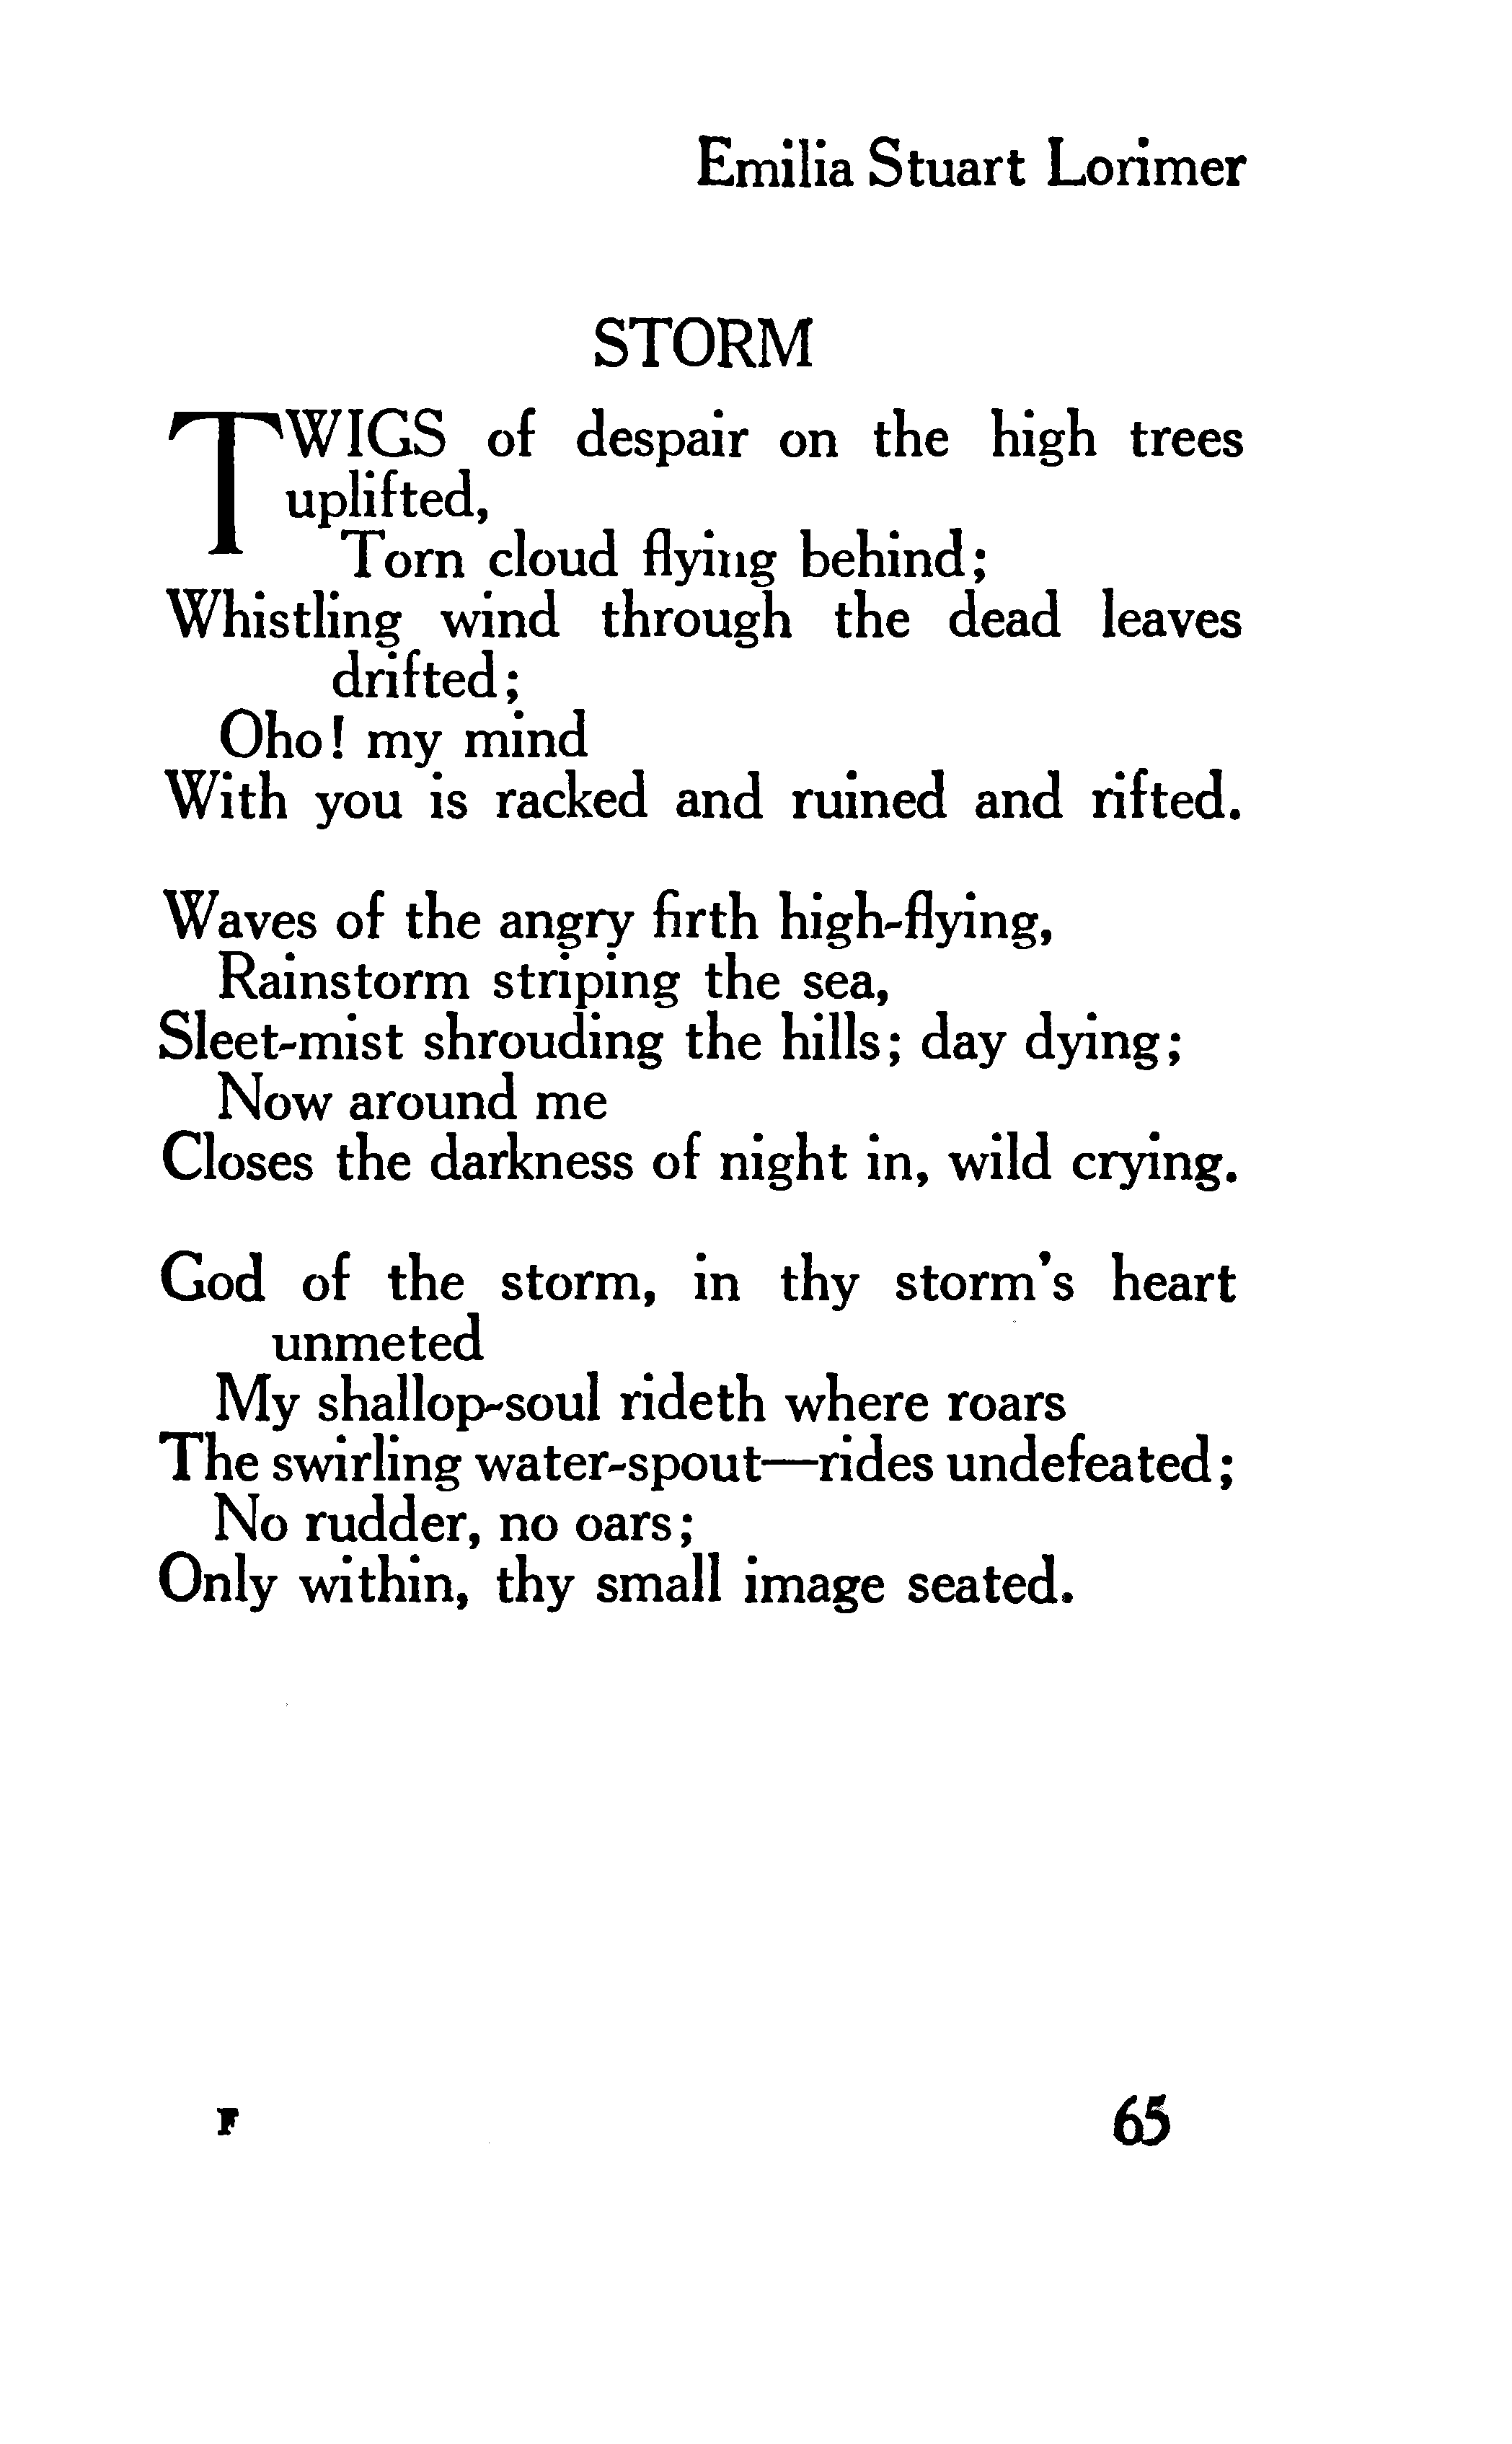 Emilia Stuart Lorimer
STORM
TWIGS of despair on the high trees
uplifted,
Torn cloud flying behind;
Whistling wind through the dead leaves
drifted;
Oho! my mind
With you is racked and ruined and rifted.
Waves of the angry firth high-flying,
Rainstorm striping the sea,
Sleet-mist shrouding the hills; day dying;
Now around me
Closes the darkness of night in, wild crying.
God of the storm, in thy storm's heart
unmeted
My shallop-soul rideth where roars
The swirling water-spout—rides undefeated;
No rudder, no oars;
Only within, thy small image seated.
F 65